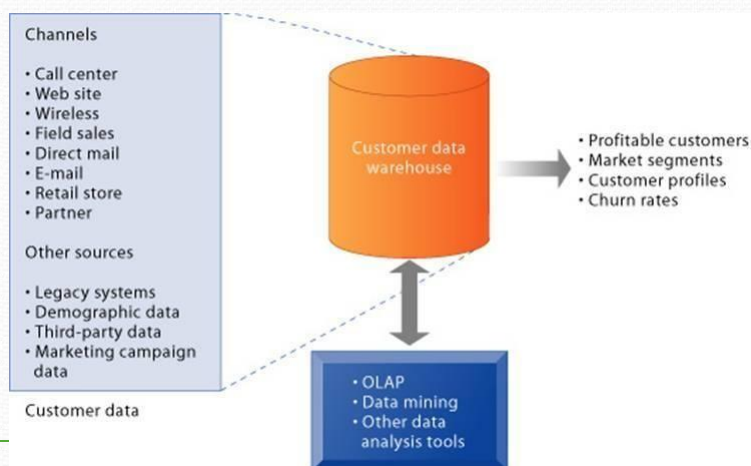 Channels
• Call center
• Web site
• Wireless
• Field sales
• Direct mail
• E-mail
• Retail store
• Partner
Other sources
• Legacy systems
• Demographic data
• Third-party data
• Marketing campaign
data
Customer data
Customer data
warehouse
• Profitable customers
• Market segments
• Customer profiles
• Churn rates
• OLAP
• Data mining
• Other data
analysis tools